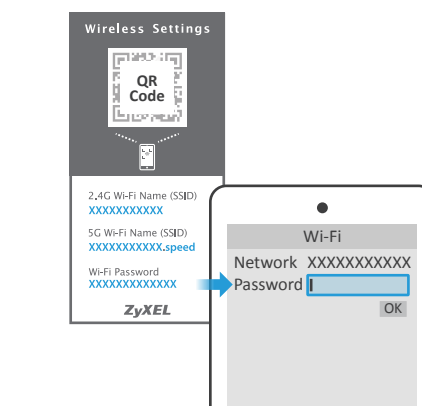 Wireless Settings
QR
Code
2.4G Wi-Fi Name (SSID)
XXXXXXXXXXX
5G Wi-Fi Name (SSID)
XXXXXXXXXX.speed
Wi-Fi Password
XXXXXXXXXXXXX
ZyXEL
Wi-Fi
Network XXXXXXXXXXX
Password
OK